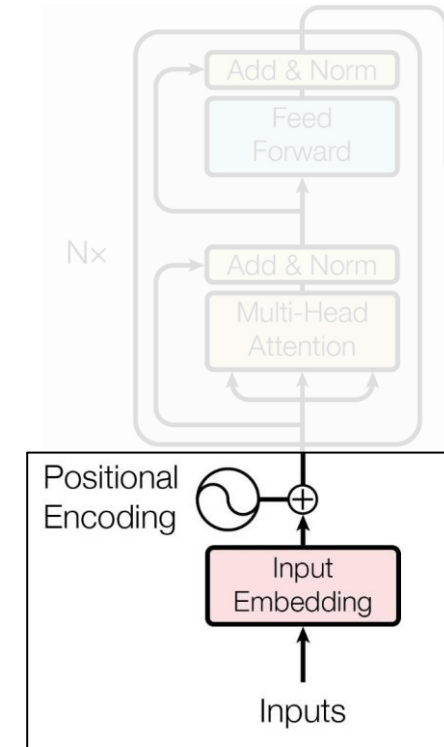 Add & Norm
Feed
Forward
N×
Add & Norm
Multi-Head
Attention
Positional
Encoding
Input
Embedding
Inputs